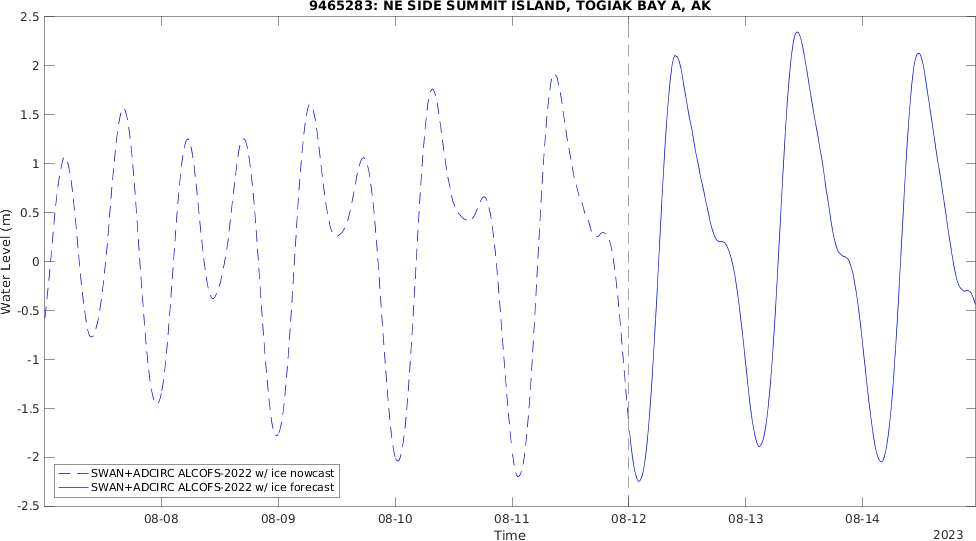 9465283: NE SIDE SUMMIT ISLAND, TOGIAK BAY A, AK
2.5
2
1.5
1
0.5
0
-0.5
-1
-1.5
-2
-2.5
Water Level (m)
SWAN+ADCIRC ALCOFS-2022 w/ ice nowcast
SWAN+ADCIRC ALCOFS-2022 w/ ice forecast
08-08 08-09 08-10 08-11 08-12 08-13 08-14
Time
2023